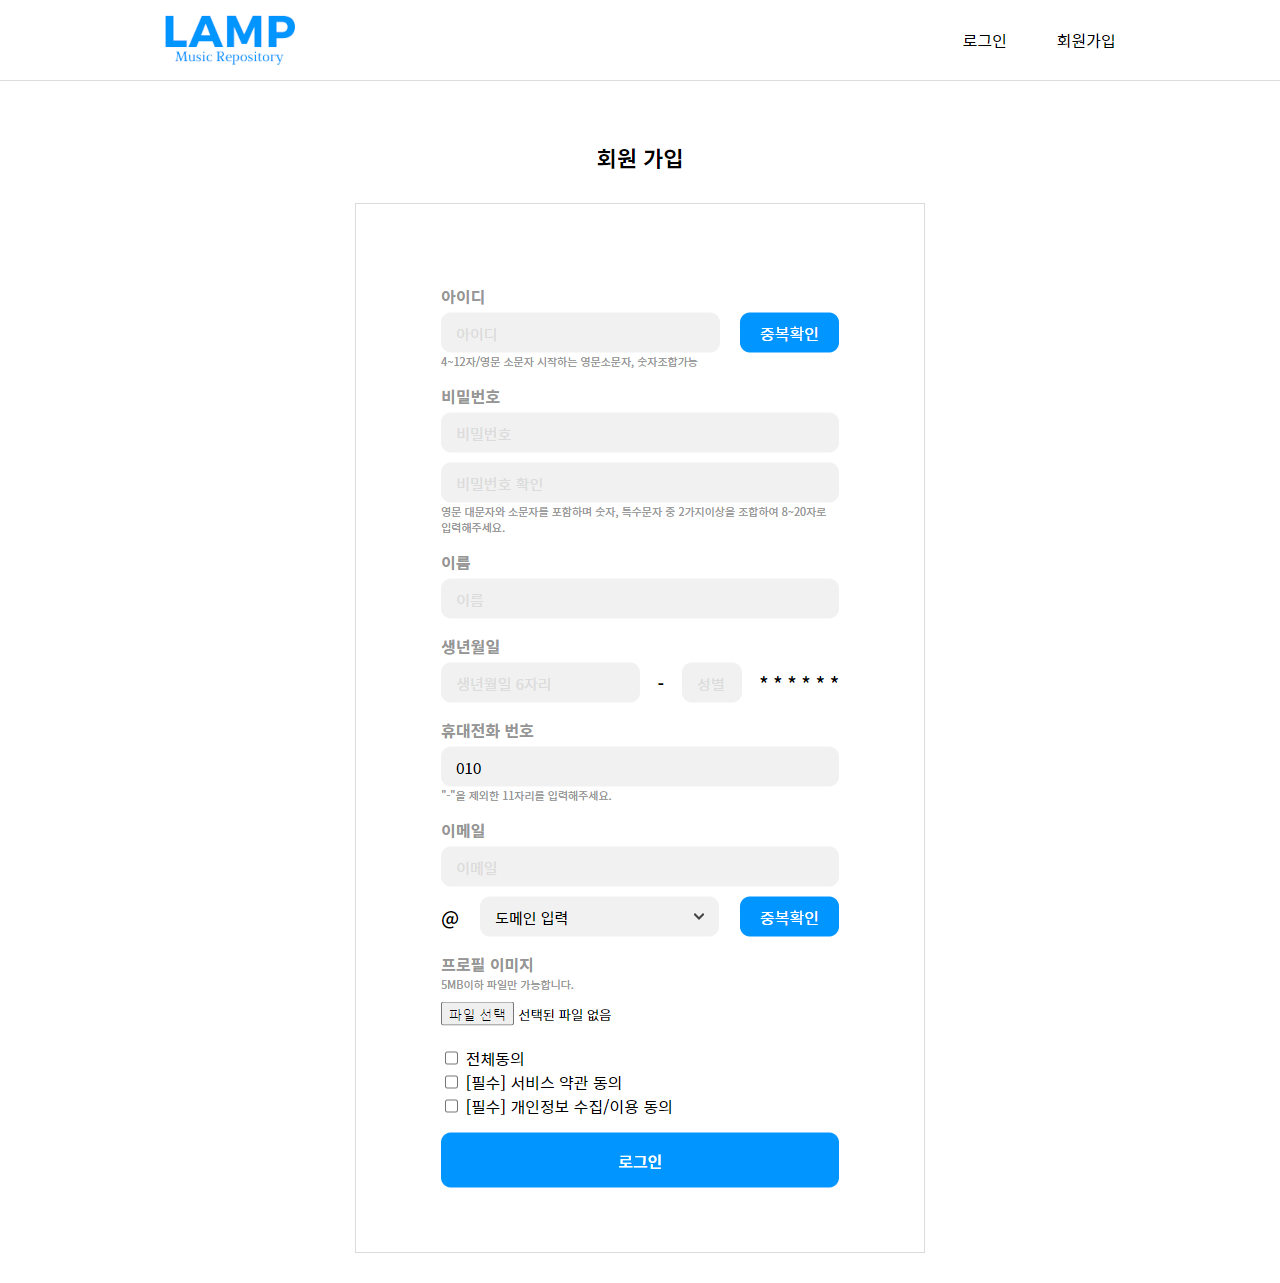 LAMP
Music Repository
로그인 회원가입
회원 가입
아이디
아이디 중복확인
4~12자/영문 소문자 시작하는 영문소문자, 숫자조합가능
비밀번호
비밀번호
비밀번호 확인
영문 대문자와 소문자를 포함하며 숫자, 특수문자 중 2가지이상을 조합하여 8~20자로
입력해주세요.
이름
이름
생년월일
생년월일 6자리 - 성별 * * * * * *
휴대전화 번호
010
"-"을 제외한 11자리를 입력해주세요.
이메일
이메일
@ 도메인 입력 중복확인
프로필 이미지
5MB이하 파일만 가능합니다.
파일 선택 선택된 파일 없음
전체동의
[필수] 서비스 약관 동의
[필수] 개인정보 수집/이용 동의
로그인